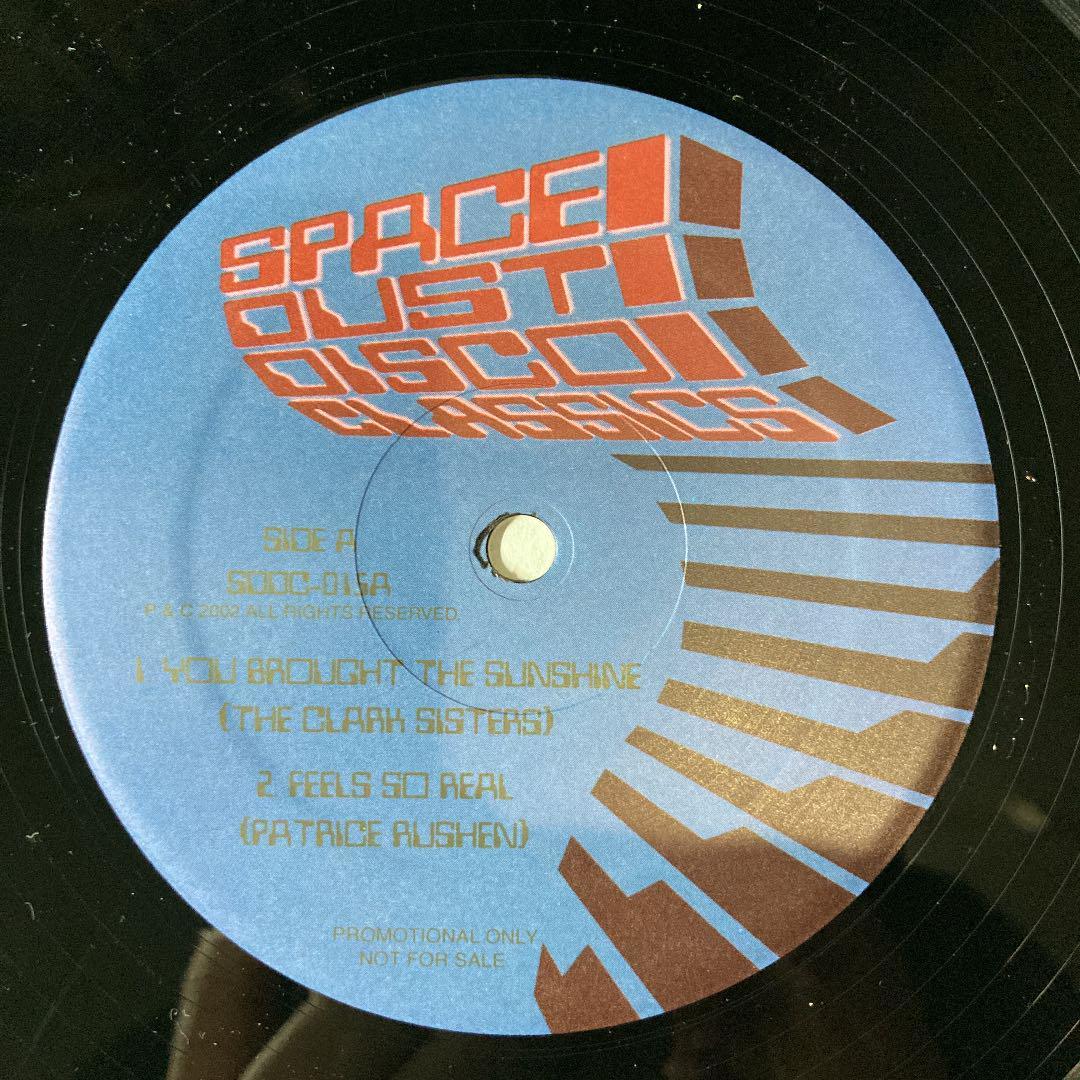 SPACE
DUST
DISCO
CLASSICS
SIDE A
SDDC-015A
P & C 2002 ALL RIGHTS RESERVED.
1 YOU BROUGHT THE SUNSHINE
(THE CLARK SISTERS)
2 FEELS SO REAL
(PATRICE RUSHEN)
PROMOTIONAL ONLY
NOT FOR SALE